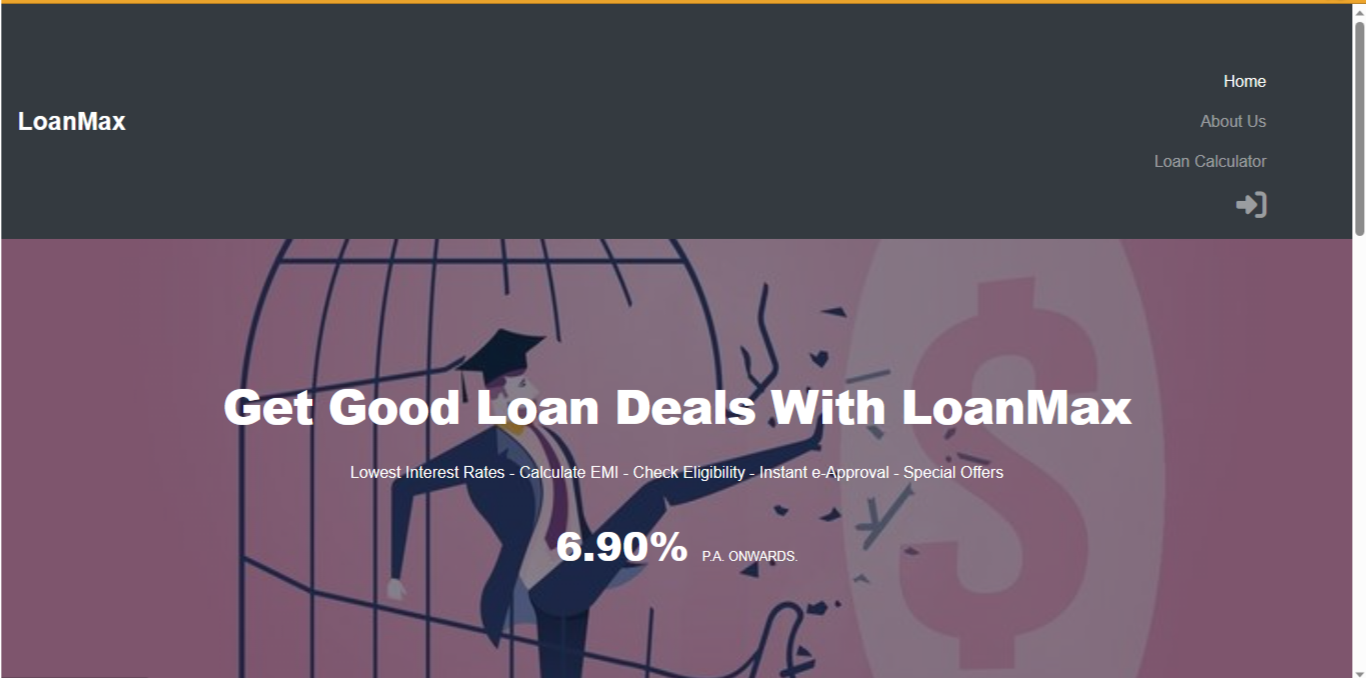 Home
LoanMax
About Us
Loan Calculator
Get Good Loan Deals With LoanMax
Lowest Interest Rates - Calculate EMI - Check Eligibility - Instant e-Approval - Special Offers
6.90% P.A. ONWARDS.